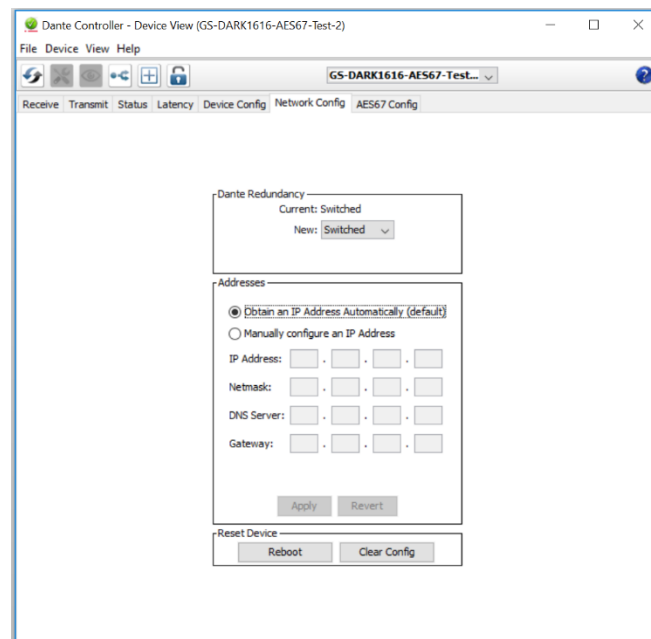 Dante Controller - Device View (GS-DARK1616-AES67-Test-2)
File Device View Help
GS-DARK1616-AES67-Test...
?
Receive Transmit Status Latency Device Config Network Config AES67 Config
Dante Redundancy
Current: Switched
New: Switched
Addresses
Obtain an IP Address Automatically (default)
Manually configure an IP Address
IP Address: . . .
Netmask: . . .
DNS Server: . . .
Gateway: . . .
Apply Revert
Reset Device
Reboot Clear Config